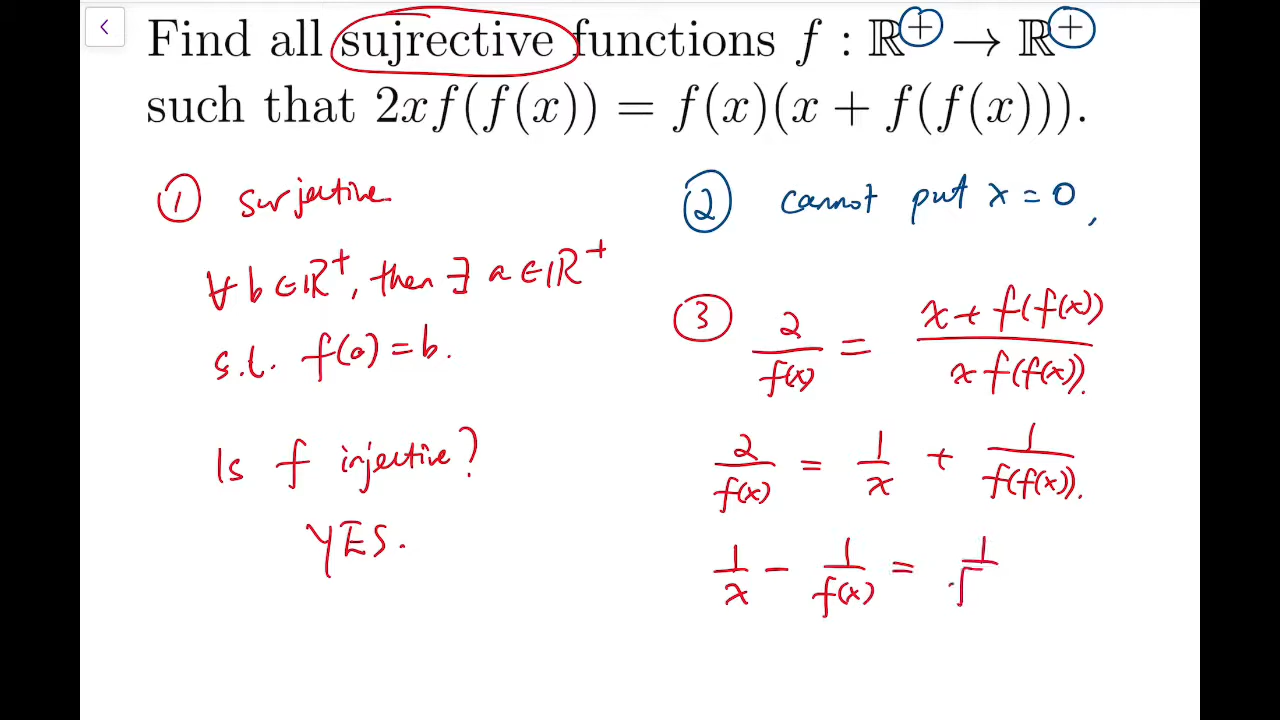 Find all sujrective functions f : ℝ⁺ → ℝ⁺
such that 2xf(f(x)) = f(x)(x + f(f(x))).
① surjective
∀ b ∈ ℝ⁺, then ∃ a ∈ ℝ⁺
s.t. f(a) = b.
Is f injective?
YES.
② cannot put x = 0,
③ 2/f(x) = (x + f(f(x)))/(x f(f(x))).
2/f(x) = 1/x + 1/f(f(x)).
1/x - 1/f(x) = 1/f